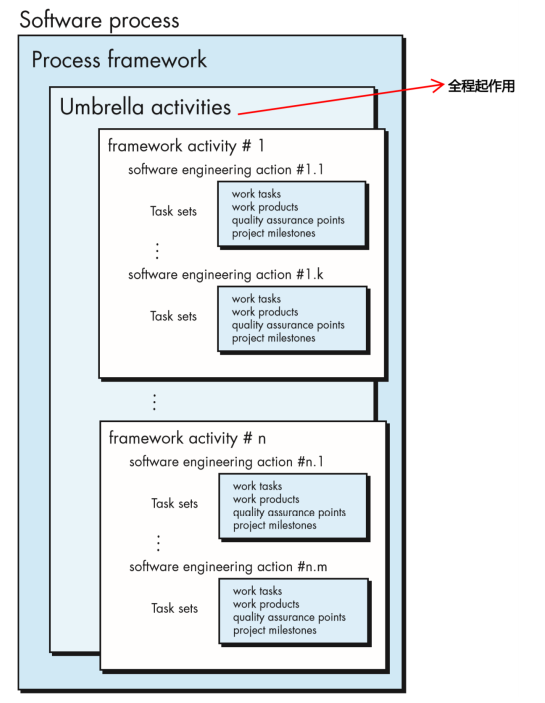 Software process
Process framework
Umbrella activities
全程起作用
framework activity # 1
software engineering action #1.1
Task sets
work tasks
work products
quality assurance points
project milestones
software engineering action #1.k
Task sets
work tasks
work products
quality assurance points
project milestones
framework activity # n
software engineering action #n.1
Task sets
work tasks
work products
quality assurance points
project milestones
software engineering action #n.m
Task sets
work tasks
work products
quality assurance points
project milestones